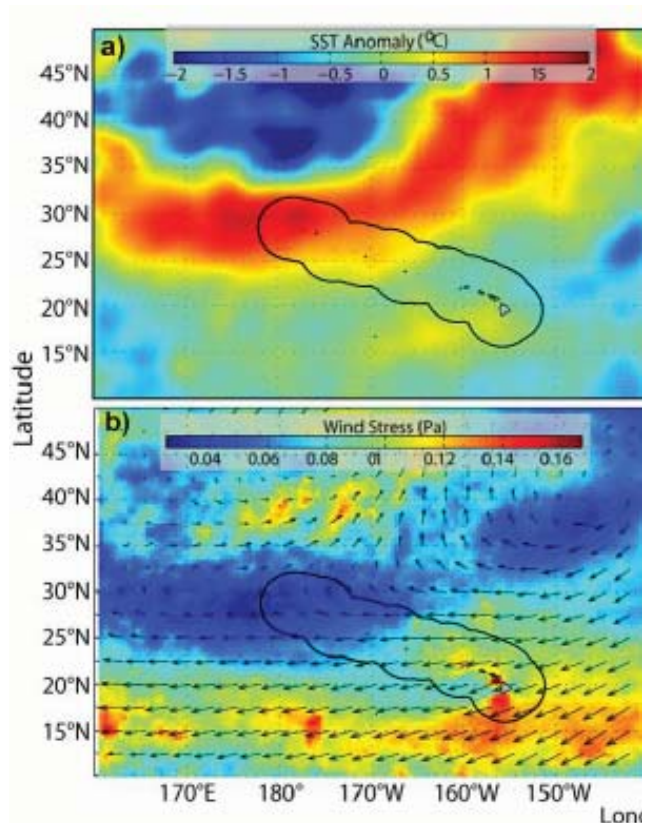 a)
SST Anomaly (°C)
−2 −1.5 −1 −0.5 0 0.5 1 15 2
45°N
40°N
35°N
30°N
25°N
20°N
15°N
Latitude
b)
Wind Stress (Pa)
0.04 0.06 0.08 01 0.12 0.14 0.16
45°N
40°N
30°N
25°N
20°N
15°N
170°E 180° 170°W 160°W 150°W
Long